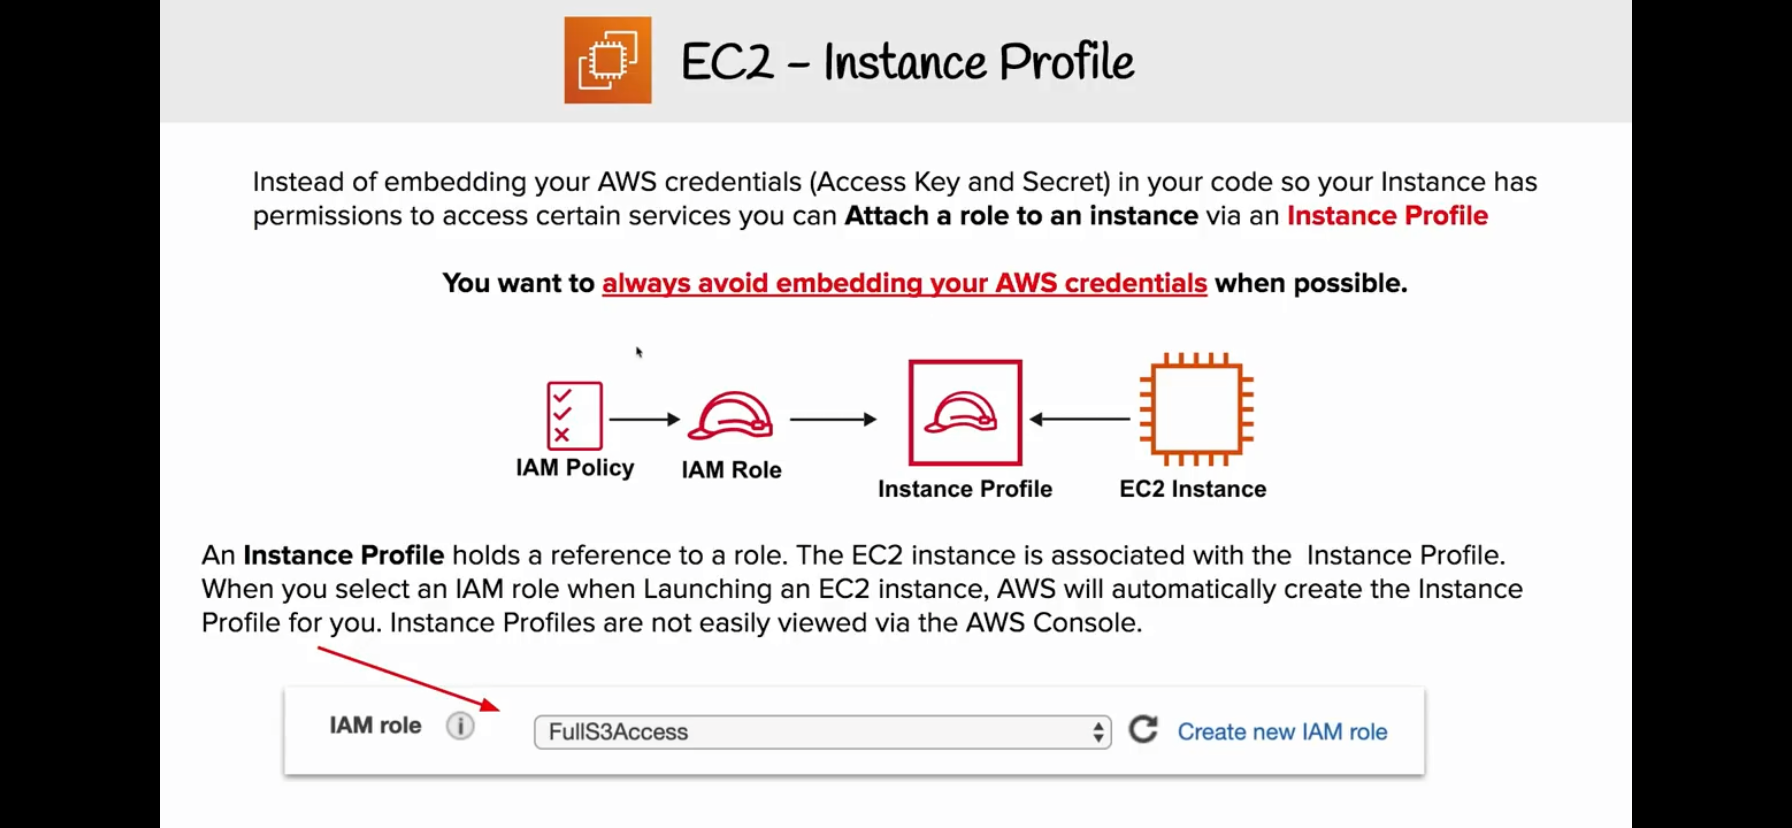 EC2 – Instance Profile
Instead of embedding your AWS credentials (Access Key and Secret) in your code so your Instance has
permissions to access certain services you can Attach a role to an instance via an Instance Profile
You want to always avoid embedding your AWS credentials when possible.
IAM Policy
IAM Role
Instance Profile
EC2 Instance
An Instance Profile holds a reference to a role. The EC2 instance is associated with the Instance Profile.
When you select an IAM role when Launching an EC2 instance, AWS will automatically create the Instance
Profile for you. Instance Profiles are not easily viewed via the AWS Console.
IAM role i FullS3Access Create new IAM role